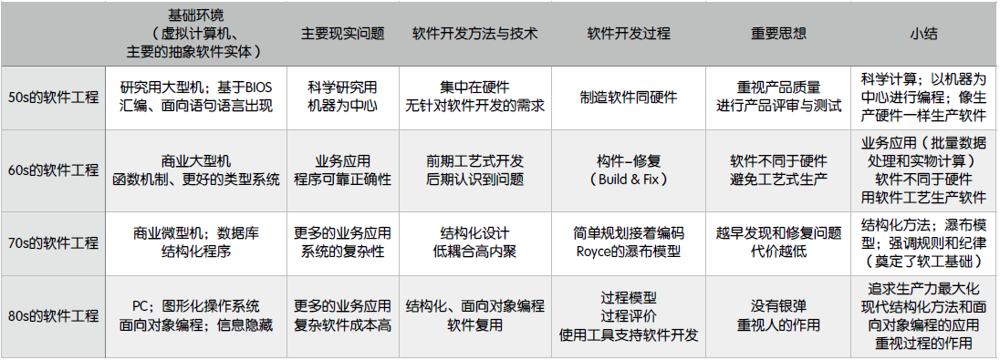 基础环境
（虚拟计算机、
主要的抽象软件实体）
主要现实问题
软件开发方法与技术
软件开发过程
重要思想
小结
50s的软件工程
研究用大型机；基于BIOS
汇编、面向语句语言出现
科学研究用
机器为中心
集中在硬件
无针对软件开发的需求
制造软件同硬件
重视产品质量
进行产品评审与测试
科学计算；以机器为
中心进行编程；像生
产硬件一样生产软件
60s的软件工程
商业大型机
函数机制、更好的类型系统
业务应用
程序可靠正确性
前期工艺式开发
后期认识到问题
构件–修复
（Build & Fix）
软件不同于硬件
避免工艺式生产
业务应用（批量数据
处理和实物计算）
软件不同于硬件
用软件工艺生产软件
70s的软件工程
商业微型机；数据库
结构化程序
更多的业务应用
系统的复杂性
结构化设计
低耦合高内聚
简单规划接着编码
Royce的瀑布模型
越早发现和修复问题
代价越低
结构化方法；瀑布模
型；强调规则和纪律
（奠定了软工基础）
80s的软件工程
PC；图形化操作系统
面向对象编程；信息隐藏
更多的业务应用
复杂软件成本高
结构化、面向对象编程
软件复用
过程模型
过程评价
使用工具支持软件开发
没有银弹
重视人的作用
追求生产力最大化
现代结构化方法和面
向对象编程的应用
重视过程的作用